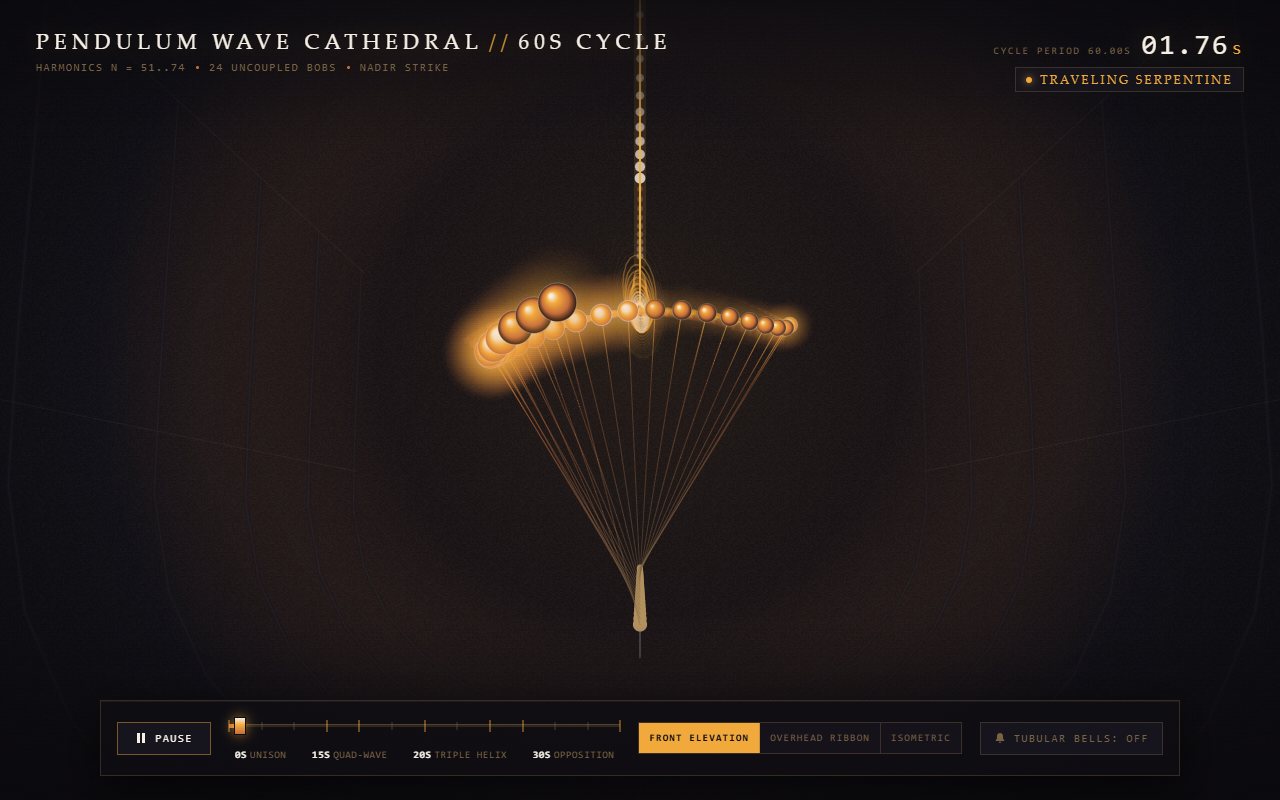 PENDULUM WAVE CATHEDRAL // 60S CYCLE
HARMONICS N = 51..74 • 24 UNCOUPLED BOBS • NADIR STRIKE
CYCLE PERIOD 60.00S 01.76 S
TRAVELING SERPENTINE
PAUSE
0S UNISON 15S QUAD-WAVE 20S TRIPLE HELIX 30S OPPOSITION
FRONT ELEVATION OVERHEAD RIBBON ISOMETRIC
TUBULAR BELLS: OFF